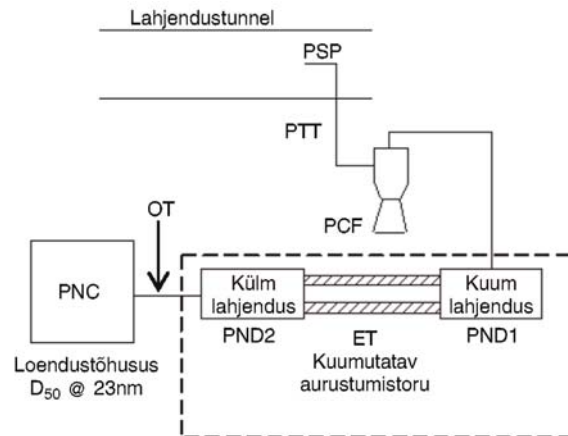 Lahjendustunnel
PSP
PTT
PCF
OT
PNC
Külm
lahjendus
Kuum
lahjendus
PND2
ET
PND1
Kuumutatav
aurustumistoru
Loendustõhusus
D₅₀ @ 23nm